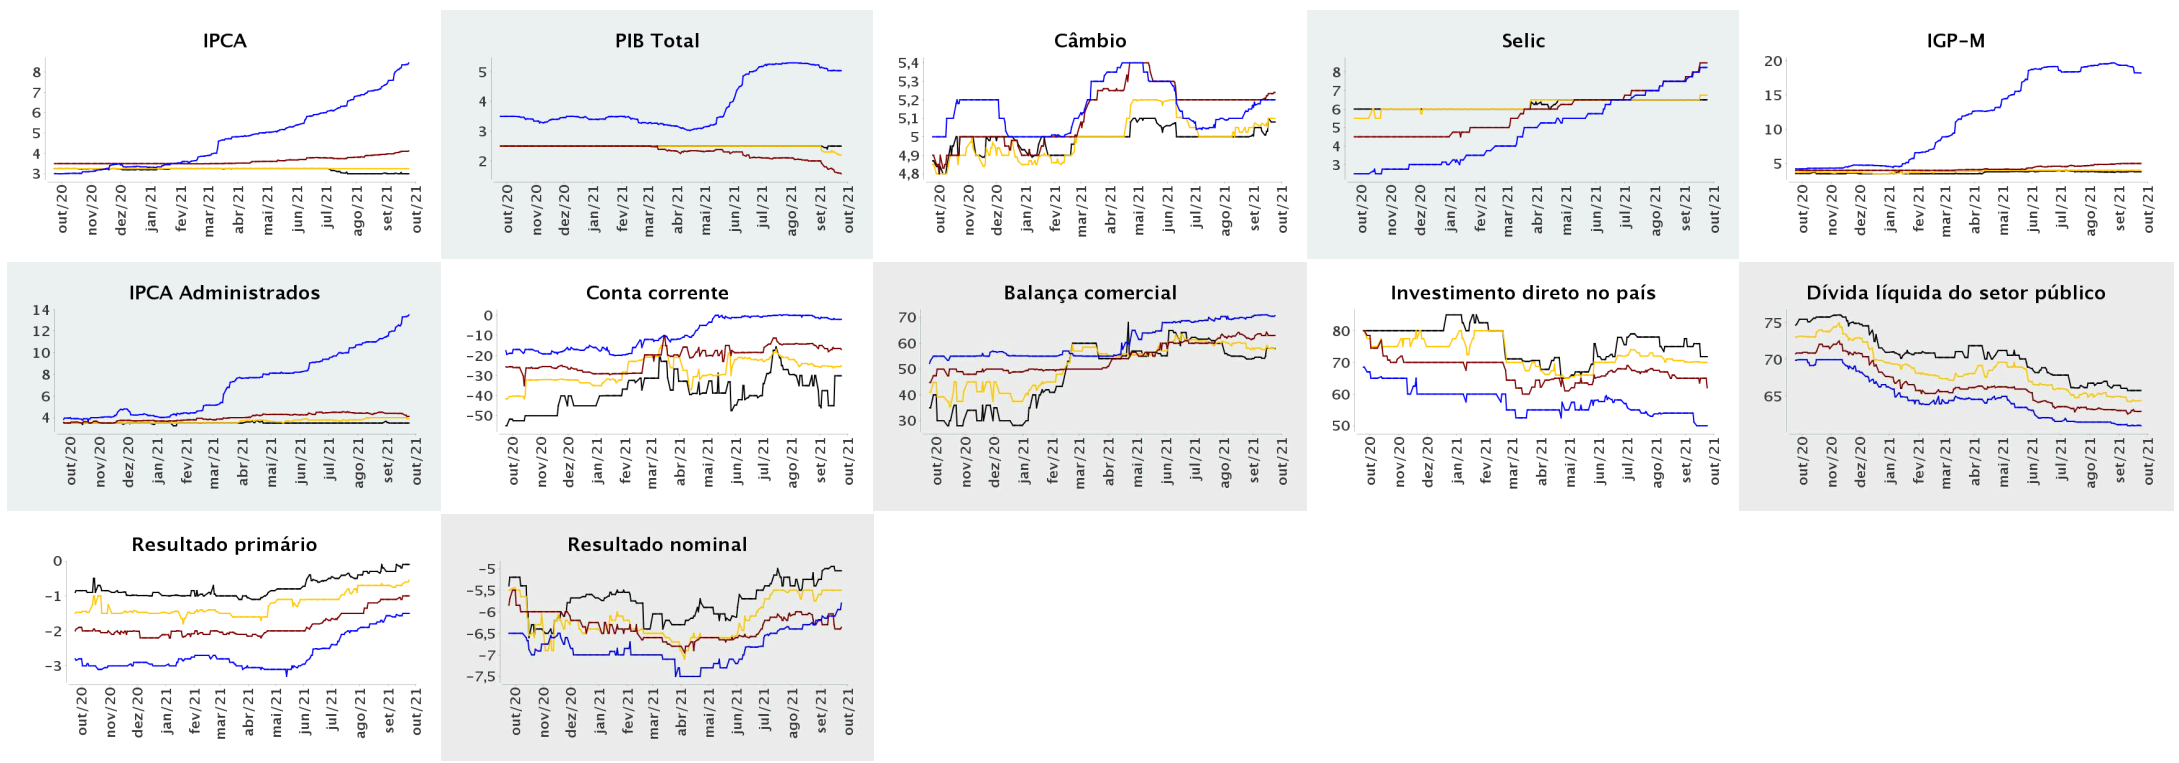 IPCA
8
7
6
5
4
3
out/20 nov/20 dez/20 jan/21 fev/21 mar/21 abr/21 mai/21 jun/21 jul/21 ago/21 set/21 out/21
PIB Total
5
4
3
2
out/20 nov/20 dez/20 jan/21 fev/21 mar/21 abr/21 mai/21 jun/21 jul/21 ago/21 set/21 out/21
Câmbio
5,4
5,3
5,2
5,1
5
4,9
4,8
out/20 nov/20 dez/20 jan/21 fev/21 mar/21 abr/21 mai/21 jun/21 jul/21 ago/21 set/21 out/21
Selic
8
7
6
5
4
3
out/20 nov/20 dez/20 jan/21 fev/21 mar/21 abr/21 mai/21 jun/21 jul/21 ago/21 set/21 out/21
IGP-M
20
15
10
5
out/20 nov/20 dez/20 jan/21 fev/21 mar/21 abr/21 mai/21 jun/21 jul/21 ago/21 set/21 out/21
IPCA Administrados
14
12
10
8
6
4
out/20 nov/20 dez/20 jan/21 fev/21 mar/21 abr/21 mai/21 jun/21 jul/21 ago/21 set/21 out/21
Conta corrente
0
-10
-20
-30
-40
-50
out/20 nov/20 dez/20 jan/21 fev/21 mar/21 abr/21 mai/21 jun/21 jul/21 ago/21 set/21 out/21
Balança comercial
70
60
50
40
30
out/20 nov/20 dez/20 jan/21 fev/21 mar/21 abr/21 mai/21 jun/21 jul/21 ago/21 set/21 out/21
Investimento direto no país
80
70
60
50
out/20 nov/20 dez/20 jan/21 fev/21 mar/21 abr/21 mai/21 jun/21 jul/21 ago/21 set/21 out/21
Dívida líquida do setor público
75
70
65
out/20 nov/20 dez/20 jan/21 fev/21 mar/21 abr/21 mai/21 jun/21 jul/21 ago/21 set/21 out/21
Resultado primário
0
-1
-2
-3
out/20 nov/20 dez/20 jan/21 fev/21 mar/21 abr/21 mai/21 jun/21 jul/21 ago/21 set/21 out/21
Resultado nominal
-5
-5,5
-6
-6,5
-7
-7,5
out/20 nov/20 dez/20 jan/21 fev/21 mar/21 abr/21 mai/21 jun/21 jul/21 ago/21 set/21 out/21